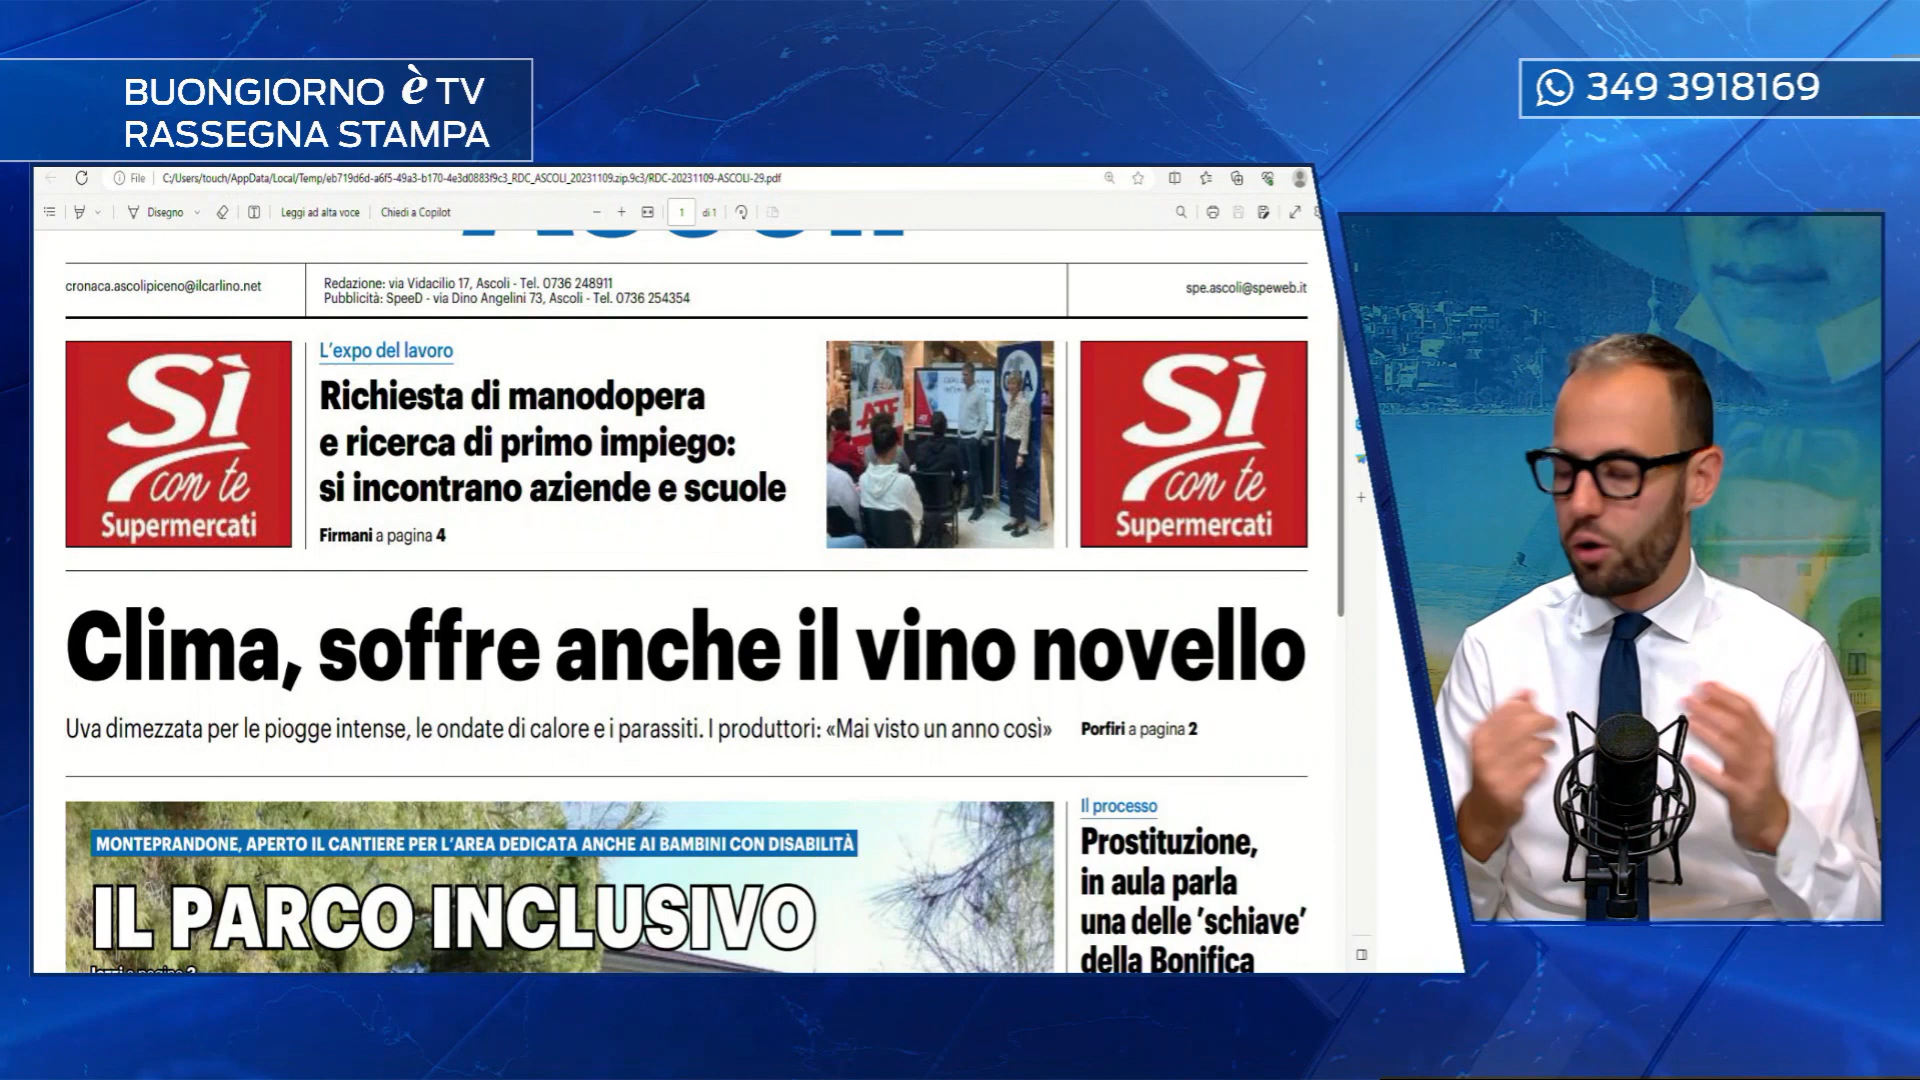 BUONGIORNO è TV
RASSEGNA STAMPA
349 3918169
File
C:/Users/touch/AppData/Local/Temp/eb719d6d-a6f5-49a3-b170-4e3d0883f9c3_RDC_ASCOLI_20231109.zip.9c3/RDC-20231109-ASCOLI-29.pdf
Disegno
Leggi ad alta voce
Chiedi a Copilot
1
di 1
cronaca.ascolipiceno@ilcarlino.net
Redazione: via Vidacilio 17, Ascoli - Tel. 0736 248911
Pubblicità: SpeeD - via Dino Angelini 73, Ascoli - Tel. 0736 254354
spe.ascoli@speweb.it
Sì
con te
Supermercati
L'expo del lavoro
Richiesta di manodopera
e ricerca di primo impiego:
si incontrano aziende e scuole
Firmani a pagina 4
Sì
con te
Supermercati
Clima, soffre anche il vino novello
Uva dimezzata per le piogge intense, le ondate di calore e i parassiti. I produttori: «Mai visto un anno così»
Porfiri a pagina 2
MONTEPRANDONE, APERTO IL CANTIERE PER L'AREA DEDICATA ANCHE AI BAMBINI CON DISABILITÀ
IL PARCO INCLUSIVO
Il processo
Prostituzione,
in aula parla
una delle 'schiave'
della Bonifica